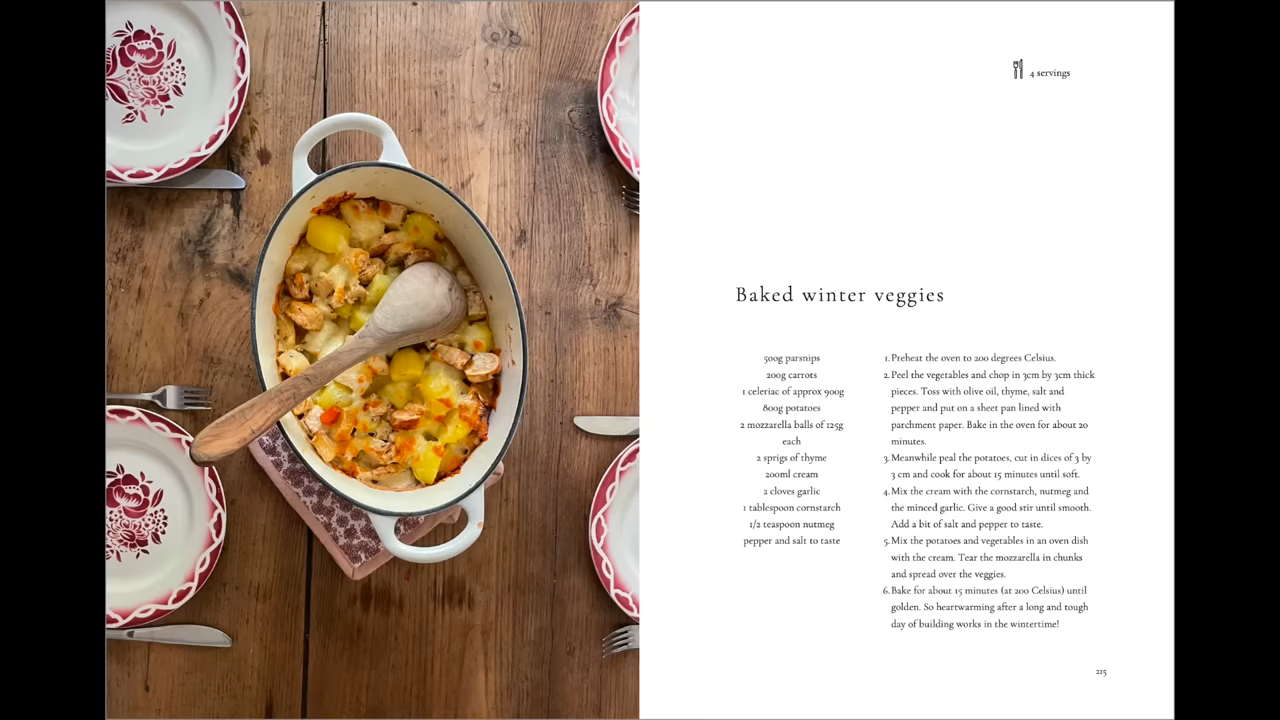 4 servings
Baked winter veggies
500g parsnips
200g carrots
1 celeriac of approx 900g
800g potatoes
2 mozzarella balls of 125g
each
2 sprigs of thyme
200ml cream
2 cloves garlic
1 tablespoon cornstarch
1/2 teaspoon nutmeg
pepper and salt to taste
1. Preheat the oven to 200 degrees Celsius.
2. Peel the vegetables and chop in 3cm by 3cm thick
pieces. Toss with olive oil, thyme, salt and
pepper and put on a sheet pan lined with
parchment paper. Bake in the oven for about 20
minutes.
3. Meanwhile peal the potatoes, cut in dices of 3 by
3 cm and cook for about 15 minutes until soft.
4. Mix the cream with the cornstarch, nutmeg and
the minced garlic. Give a good stir until smooth.
Add a bit of salt and pepper to taste.
5. Mix the potatoes and vegetables in an oven dish
with the cream. Tear the mozzarella in chunks
and spread over the veggies.
6. Bake for about 15 minutes (at 200 Celsius) until
golden. So heartwarming after a long and tough
day of building works in the wintertime!
215